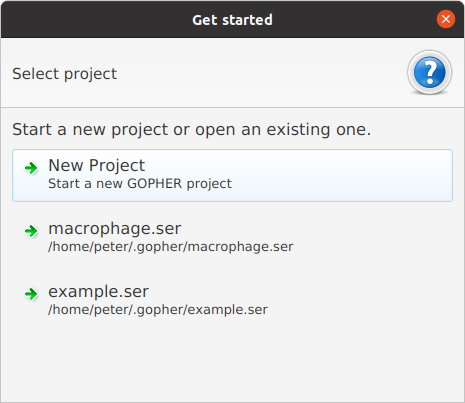 Get started
Select project
Start a new project or open an existing one.
New Project
Start a new GOPHER project
macrophage.ser
/home/peter/.gopher/macrophage.ser
example.ser
/home/peter/.gopher/example.ser